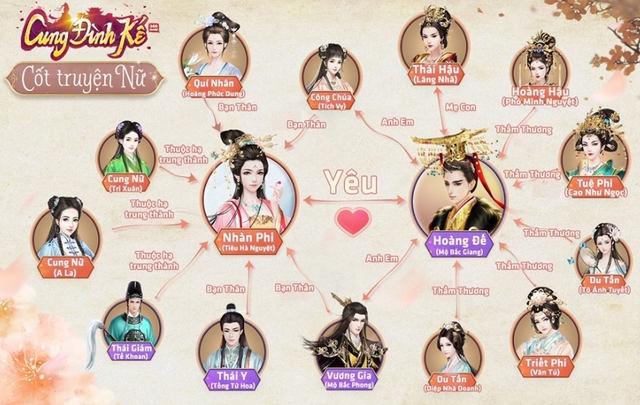 Cung Đình Kế
Cốt truyện Nữ
Quí Nhân
(Hoàng Phức Dung)
Công Chúa
(Tích Vy)
Thái Hậu
(Lăng Nhã)
Hoàng Hậu
(Phó Minh Nguyệt)
Bạn Thân
Bạn Thân
Anh Em
Mẹ Con
Thầm Thương
Thuộc hạ
trung thành
Cung Nữ
(Tri Xuân)
Yêu
Thầm Thương
Tuệ Phi
(Cao Như Ngọc)
Thuộc hạ
trung thành
Nhàn Phi
(Tiêu Hà Nguyệt)
Hoàng Đế
(Mộ Bắc Giang)
Thầm Thương
Cung Nữ
(A La)
Thuộc hạ
trung thành
Anh Em
Thầm Thương
Du Tần
(Tô Ánh Tuyết)
Bạn Thân
Bạn Thân
Thầm Thương
Thái Giám
(Tề Khoan)
Thái Y
(Tống Tử Hoa)
Vương Gia
(Mộ Bắc Phong)
Du Tần
(Diệp Nhã Doanh)
Triết Phi
(Vân Tú)